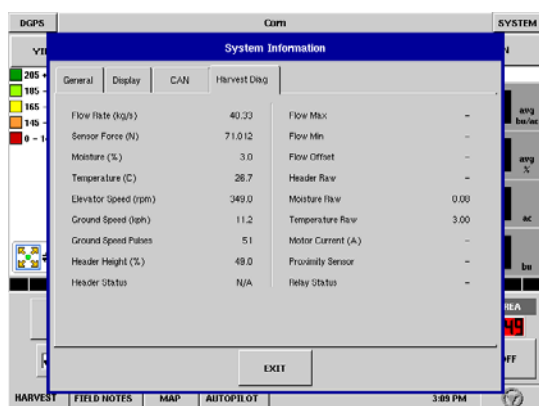 DGPS Corn SYSTEM
System Information
General Display CAN Harvest Diag
205 +
185 -
165 -
145 -
0 - 1
avg
bu/ac
avg
%
ac
bu
Flow Rate (kg/s) 40.33 Flow Max -
Sensor Force (N) 71.012 Flow Min -
Moisture (%) 3.0 Flow Offset -
Temperature (C) 26.7 Header Raw -
Elevator Speed (rpm) 349.0 Moisture Raw 0.00
Ground Speed (kph) 11.2 Temperature Raw 3.00
Ground Speed Pulses 51 Motor Current (A) -
Header Height (%) 49.0 Proximity Sensor -
Header Status N/A Relay Status -
49
EXIT
HARVEST FIELD NOTES MAP AUTOPILOT 3:09 PM